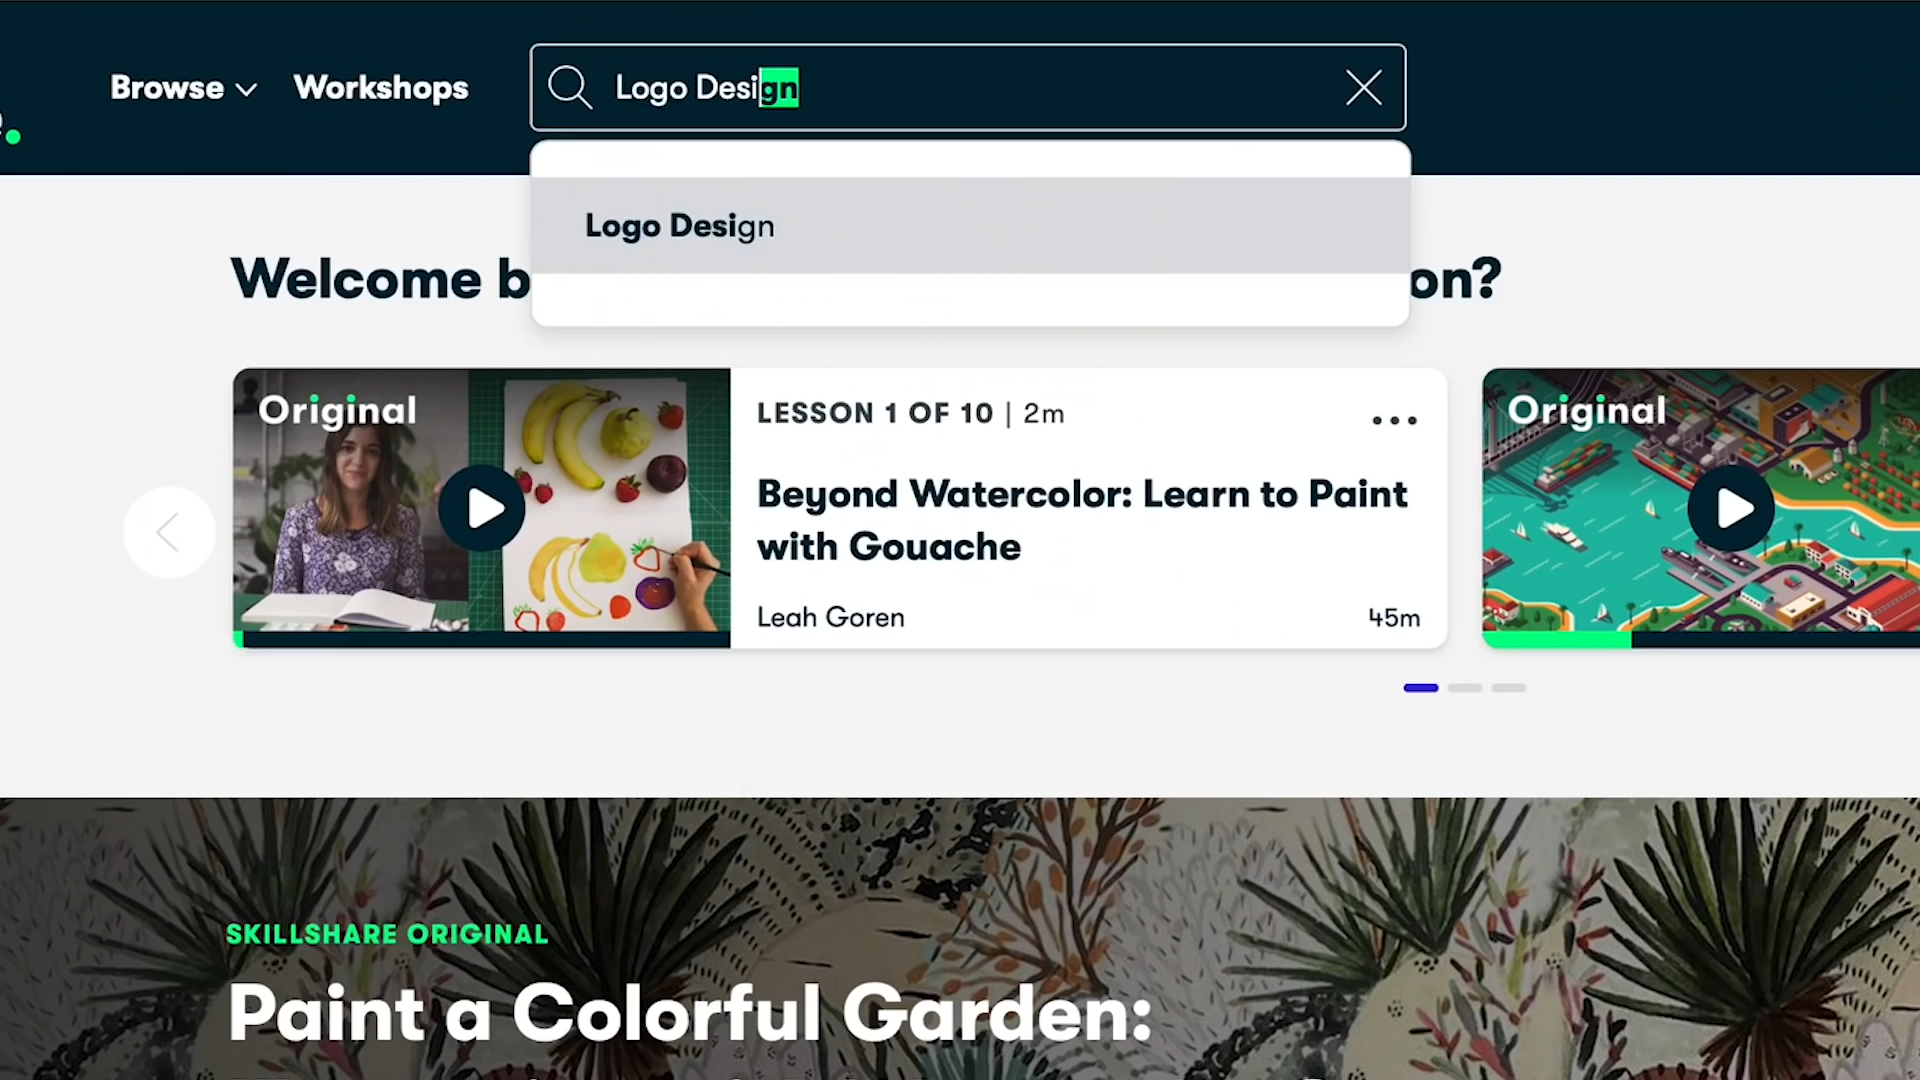 Browse
Workshops
Logo Design
Logo Design
Welcome b
on?
Original
LESSON 1 OF 10 | 2m
Beyond Watercolor: Learn to Paint
with Gouache
Leah Goren
45m
Original
SKILLSHARE ORIGINAL
Paint a Colorful Garden: